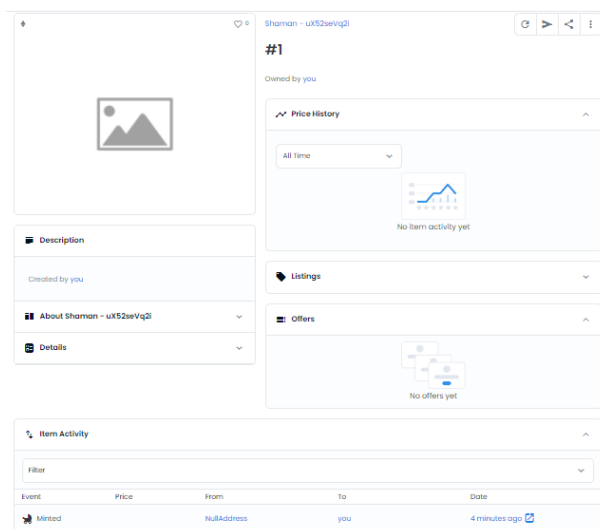 0
Shaman - uX52seVq2i
#1
Owned by you
Price History
All Time
No item activity yet
Description
Created by you
Listings
About Shaman - uX52seVq2i
Offers
Details
No offers yet
Item Activity
Filter
Event Price From To Date
Minted NullAddress you 4 minutes ago